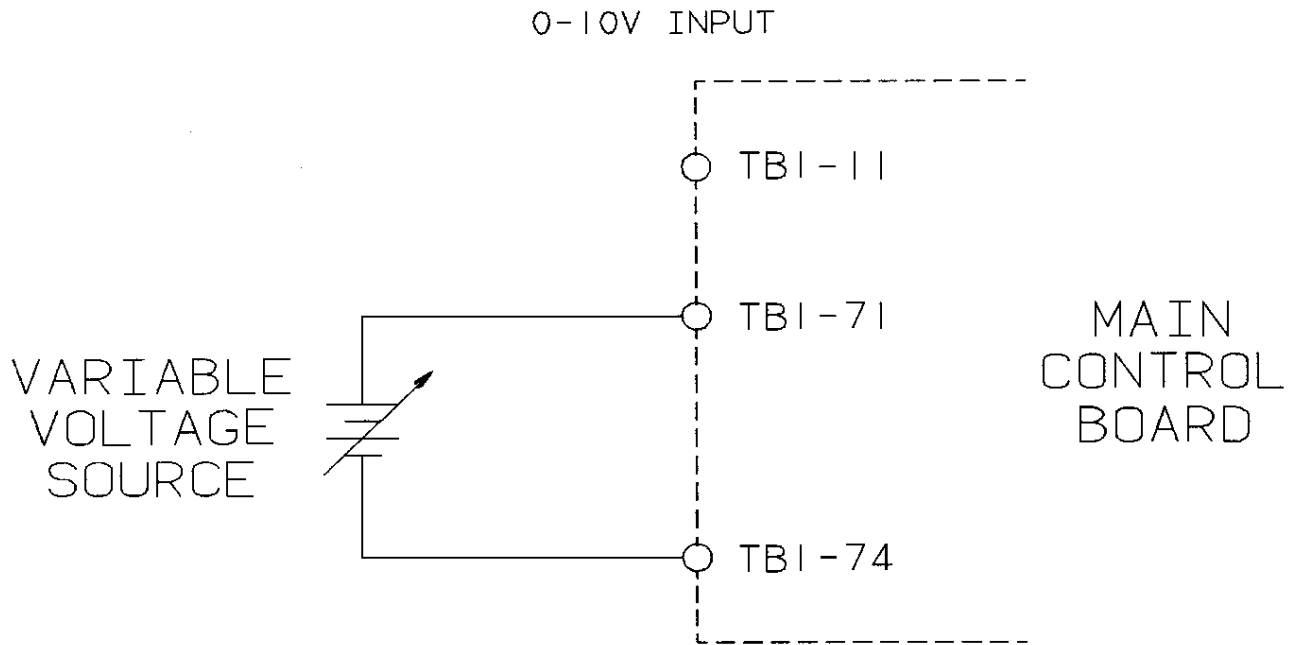 0-10V INPUT
TB1-11
TB1-71
MAIN
CONTROL
BOARD
VARIABLE
VOLTAGE
SOURCE
TB1-74